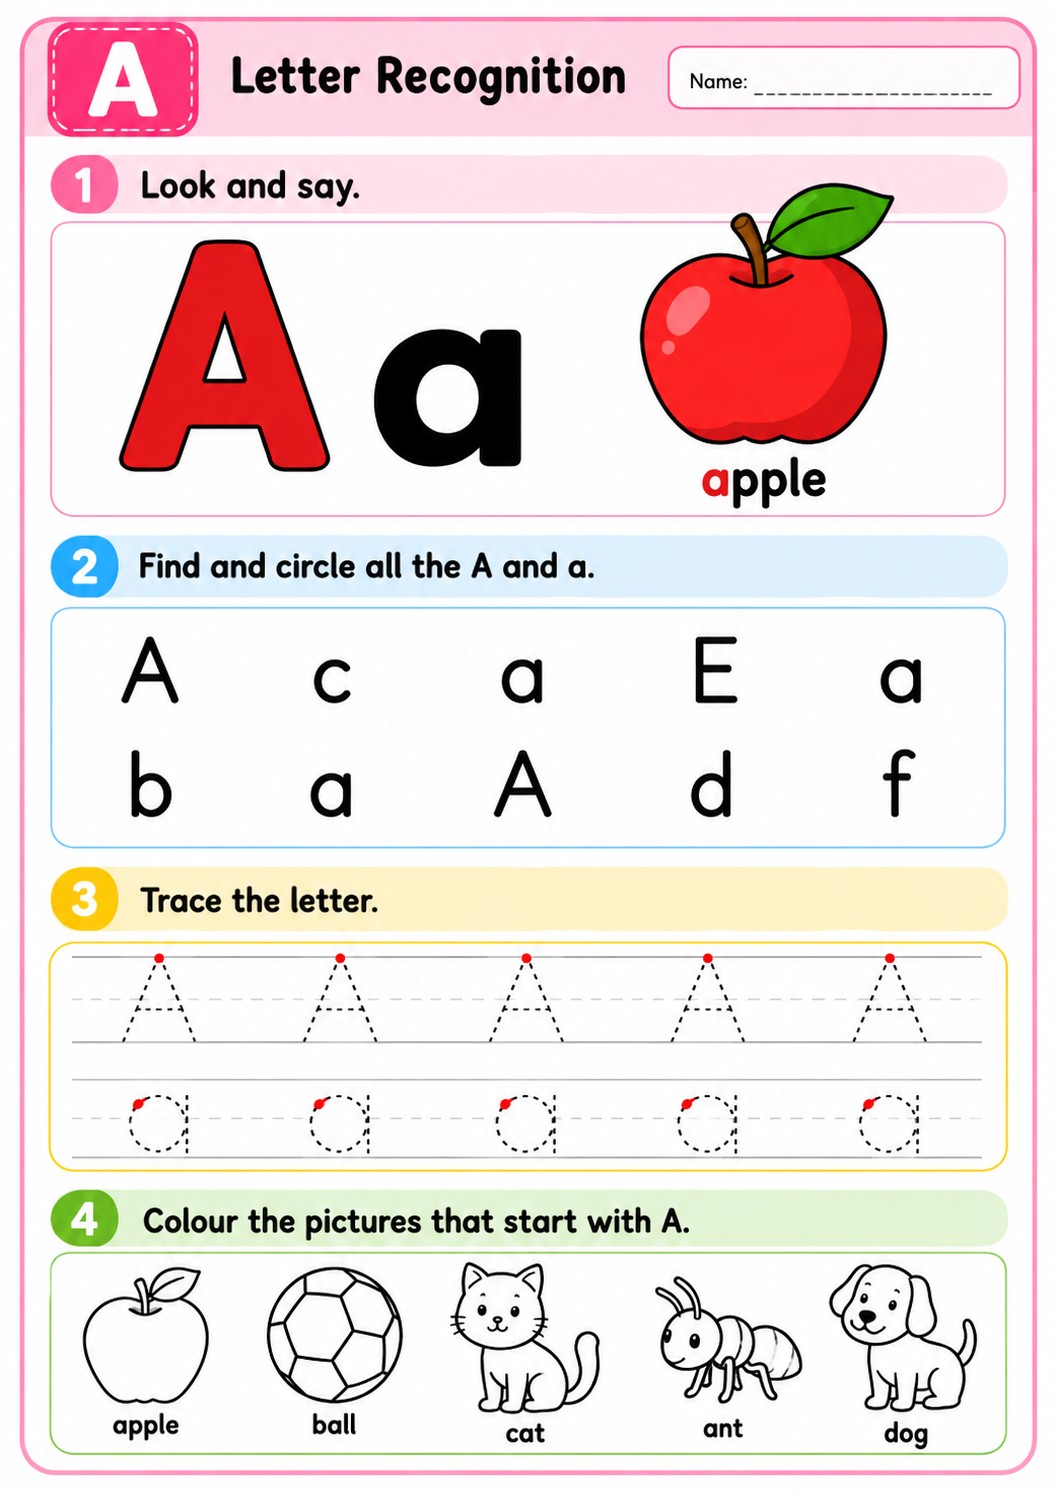 A
Letter Recognition
Name:
1 Look and say.
A a
apple
2 Find and circle all the A and a.
A c a E a
b a A d f
3 Trace the letter.
A A A A A
a a a a a
4 Colour the pictures that start with A.
apple ball cat ant dog